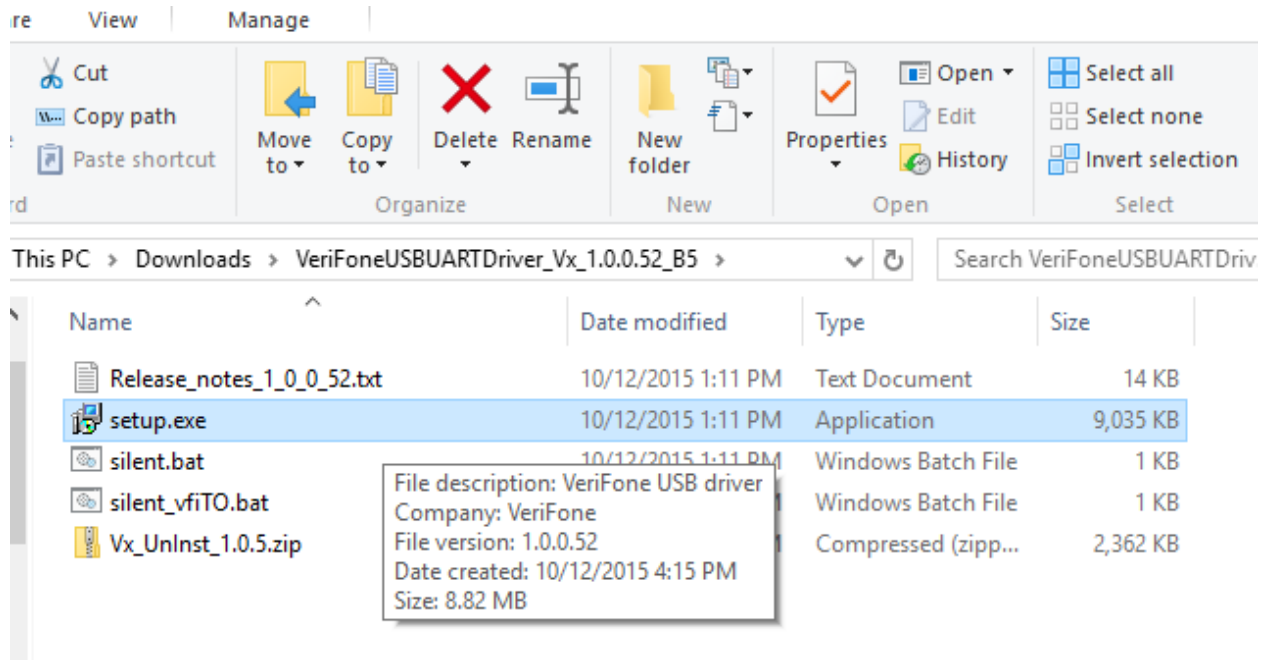 re View Manage
Cut
Copy path
Paste shortcut
Move to
Copy to
Delete
Rename
New folder
Properties
Open
Edit
History
Select all
Select none
Invert selection
rd Organize New Open Select
This PC > Downloads > VeriFoneUSBUARTDriver_Vx_1.0.0.52_B5 >
Search VeriFoneUSBUARTDriv
Name Date modified Type Size
Release_notes_1_0_0_52.txt 10/12/2015 1:11 PM Text Document 14 KB
setup.exe 10/12/2015 1:11 PM Application 9,035 KB
silent.bat 10/12/2015 1:11 PM Windows Batch File 1 KB
silent_vfiTO.bat Windows Batch File 1 KB
Vx_UnInst_1.0.5.zip Compressed (zipp... 2,362 KB
File description: VeriFone USB driver
Company: VeriFone
File version: 1.0.0.52
Date created: 10/12/2015 4:15 PM
Size: 8.82 MB